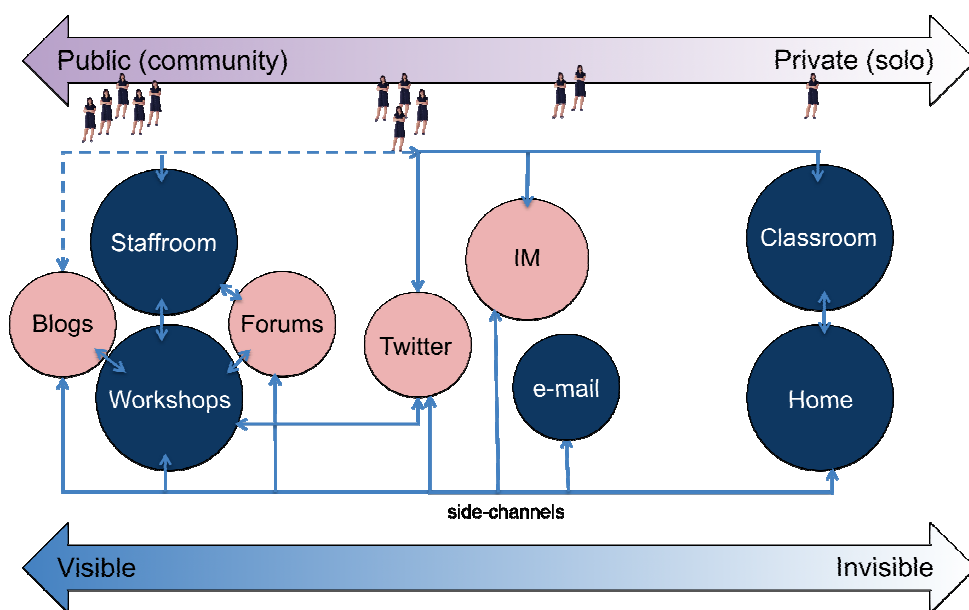 Public (community)
Private (solo)
Staffroom
Classroom
IM
Blogs
Forums
Twitter
e-mail
Workshops
Home
side-channels
Visible
Invisible